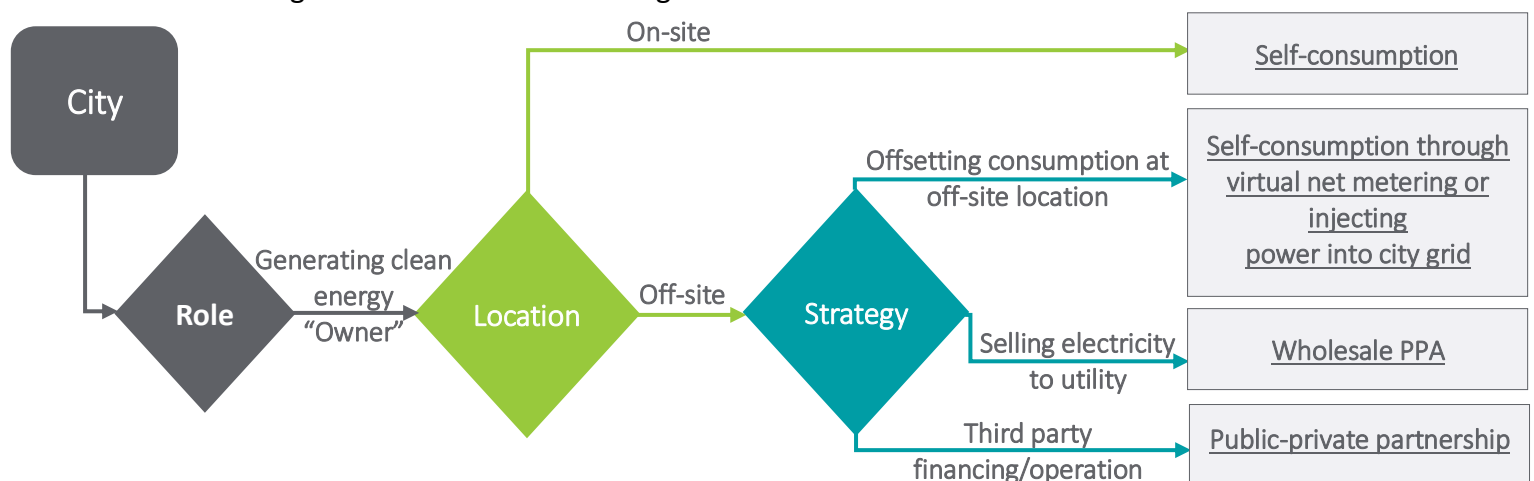 City
Role
Generating clean
energy
“Owner”
Location
On-site
Off-site
Strategy
Offsetting consumption at
off-site location
Selling electricity
to utility
Third party
financing/operation
Self-consumption
Self-consumption through
virtual net metering or
injecting
power into city grid
Wholesale PPA
Public-private partnership